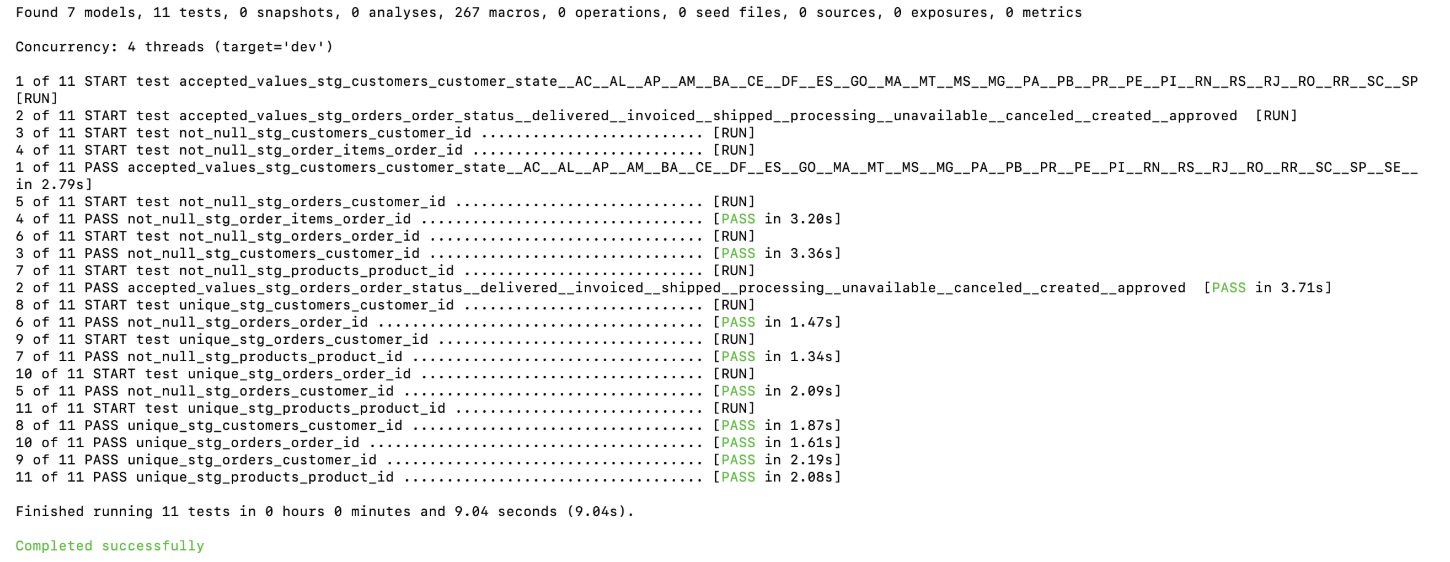 Found 7 models, 11 tests, 0 snapshots, 0 analyses, 267 macros, 0 operations, 0 seed files, 0 sources, 0 exposures, 0 metrics
Concurrency: 4 threads (target='dev')
1 of 11 START test accepted_values_stg_customers_customer_state__AC__AL__AP__AM__BA__CE__DF__ES__GO__MA__MT__MS__MG__PA__PB__PR__PE__PI__RN__RS__RJ__RO__RR__SC__SP
[RUN]
2 of 11 START test accepted_values_stg_orders_order_status__delivered__invoiced__shipped__processing__unavailable__canceled__created__approved  [RUN]
3 of 11 START test not_null_stg_customers_customer_id .......................... [RUN]
4 of 11 START test not_null_stg_order_items_order_id ........................... [RUN]
1 of 11 PASS accepted_values_stg_customers_customer_state__AC__AL__AP__AM__BA__CE__DF__ES__GO__MA__MT__MS__MG__PA__PB__PR__PE__PI__RN__RS__RJ__RO__RR__SC__SP__SE__
in 2.79s]
5 of 11 START test not_null_stg_orders_customer_id ............................. [RUN]
4 of 11 PASS not_null_stg_order_items_order_id ................................. [PASS in 3.20s]
6 of 11 START test not_null_stg_orders_order_id ................................ [RUN]
3 of 11 PASS not_null_stg_customers_customer_id ................................ [PASS in 3.36s]
7 of 11 START test not_null_stg_products_product_id ............................ [RUN]
2 of 11 PASS accepted_values_stg_orders_order_status__delivered__invoiced__shipped__processing__unavailable__canceled__created__approved  [PASS in 3.71s]
8 of 11 START test unique_stg_customers_customer_id ............................ [RUN]
6 of 11 PASS not_null_stg_orders_order_id ...................................... [PASS in 1.47s]
9 of 11 START test unique_stg_orders_customer_id ............................... [RUN]
7 of 11 PASS not_null_stg_products_product_id .................................. [PASS in 1.34s]
10 of 11 START test unique_stg_orders_order_id ................................. [RUN]
5 of 11 PASS not_null_stg_orders_customer_id ................................... [PASS in 2.09s]
11 of 11 START test unique_stg_products_product_id ............................. [RUN]
8 of 11 PASS unique_stg_customers_customer_id .................................. [PASS in 1.87s]
10 of 11 PASS unique_stg_orders_order_id ....................................... [PASS in 1.61s]
9 of 11 PASS unique_stg_orders_customer_id ..................................... [PASS in 2.19s]
11 of 11 PASS unique_stg_products_product_id ................................... [PASS in 2.08s]
Finished running 11 tests in 0 hours 0 minutes and 9.04 seconds (9.04s).
Completed successfully